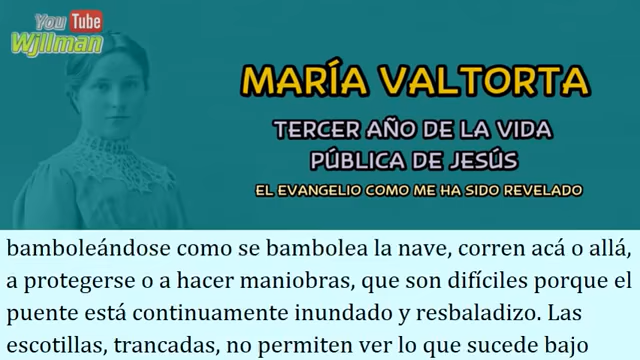 You Tube
Wjllman
MARÍA VALTORTA
TERCER AÑO DE LA VIDA
PÚBLICA DE JESÚS
EL EVANGELIO COMO ME HA SIDO REVELADO
bamboleándose como se bambolea la nave, corren acá o allá,
a protegerse o a hacer maniobras, que son difíciles porque el
puente está continuamente inundado y resbaladizo. Las
escotillas, trancadas, no permiten ver lo que sucede bajo